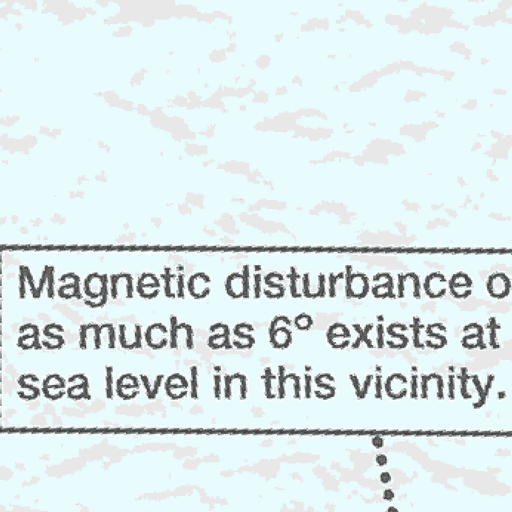 Magnetic disturbance o
as much as 6° exists at
sea level in this vicinity.